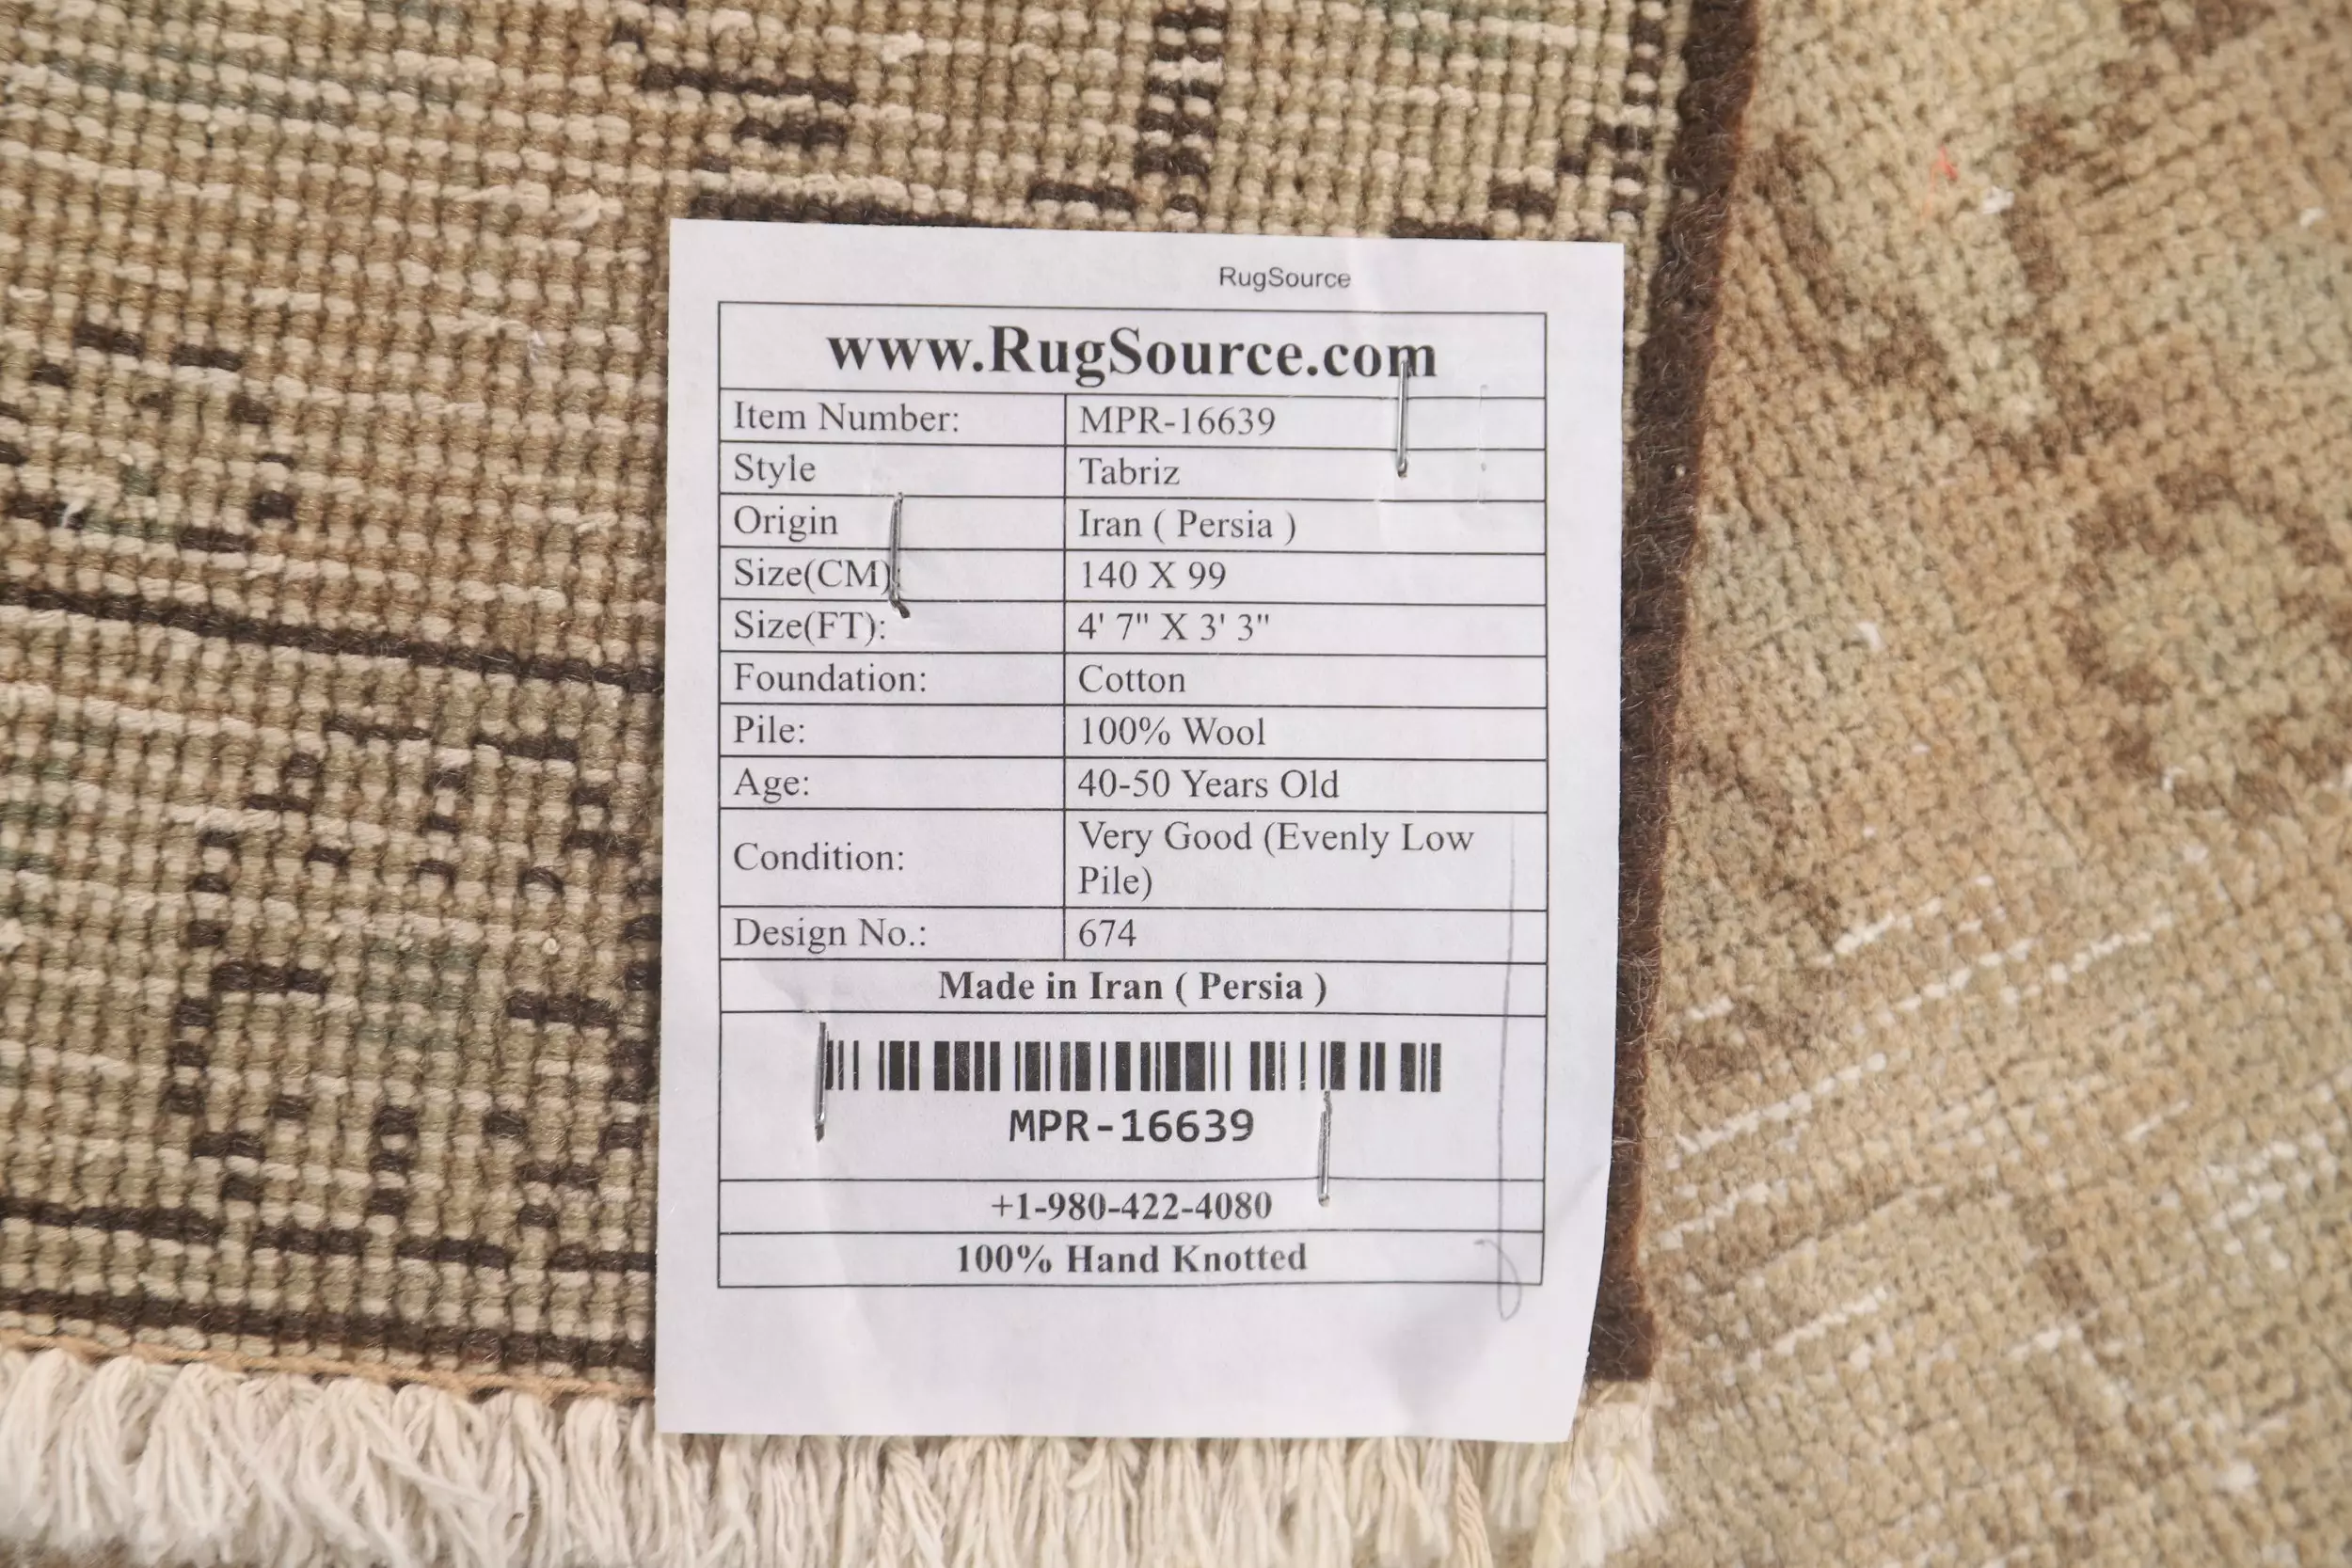 RugSource
www.RugSource.com
Item Number: MPR-16639
Style Tabriz
Origin Iran ( Persia )
Size(CM): 140 X 99
Size(FT): 4' 7" X 3' 3"
Foundation: Cotton
Pile: 100% Wool
Age: 40-50 Years Old
Condition: Very Good (Evenly Low
Pile)
Design No.: 674
Made in Iran ( Persia )
MPR-16639
+1-980-422-4080
100% Hand Knotted